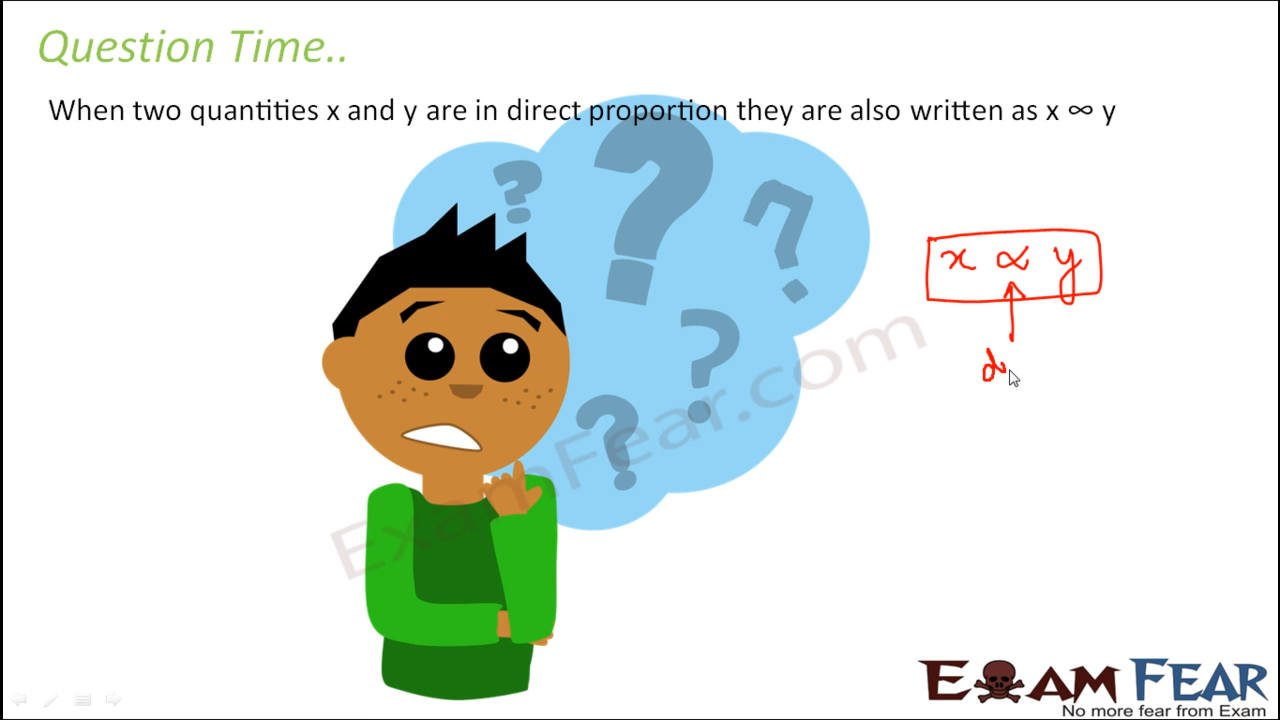 Question Time..
When two quantities x and y are in direct proportion they are also written as x ∞ y
x ∝ y
d
ExamFear.com
EXAM FEAR
No more fear from Exam